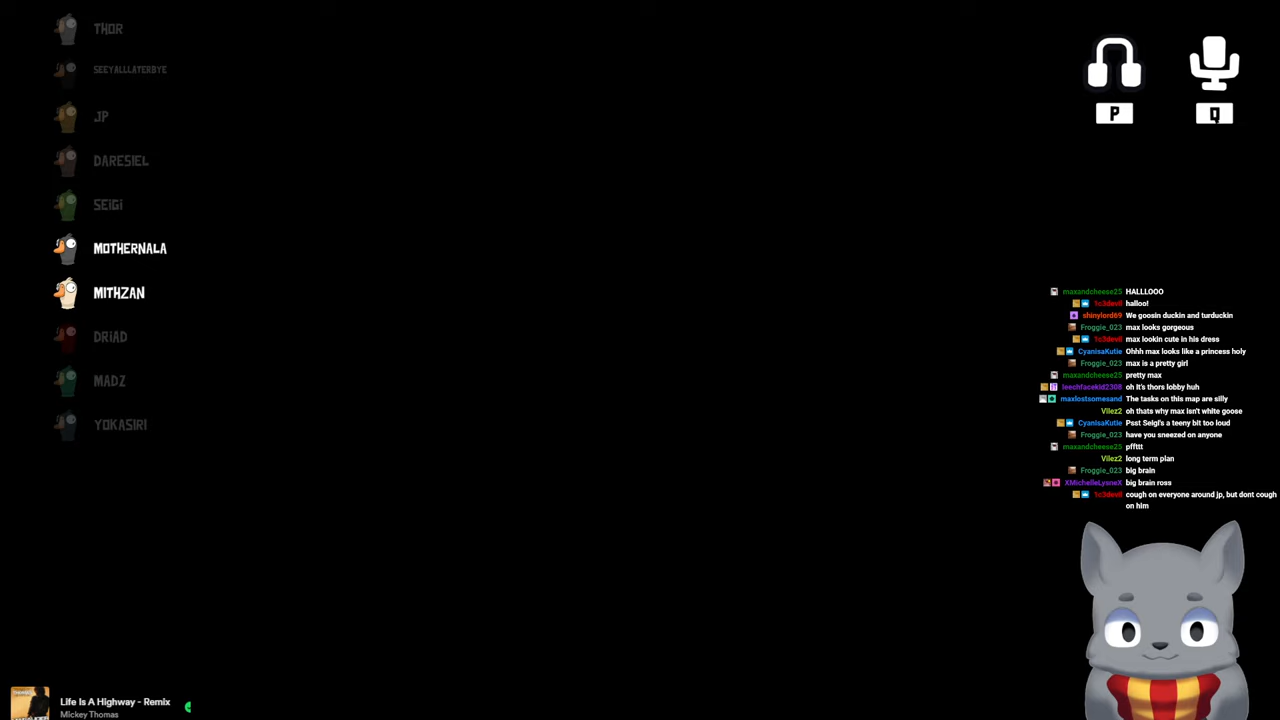 THOR
SEEYALLLATERBYE
JP
DARESIEL
SEIGI
MOTHERNALA
MITHZAN
DRIAD
MADZ
YOKASIRI
P
Q
maxandcheese25 HALLLOOO
1c3devil halloo!
shinylord69 We goosin duckin and turduckin
Froggie_023 max looks gorgeous
1c3devil max lookin cute in his dress
CyanisaKutie Ohhh max looks like a princess holy
Froggie_023 max is a pretty girl
maxandcheese25 pretty max
leechfacekid2308 oh it's thors lobby huh
maxlostsomesand The tasks on this map are silly
Vilez2 oh thats why max isn't white goose
CyanisaKutie Psst Seigi's a teeny bit too loud
Froggie_023 have you sneezed on anyone
maxandcheese25 pffttt
Vilez2 long term plan
Froggie_023 big brain
XMichelleLysneX big brain ross
1c3devil cough on everyone around jp, but dont cough
on him
Life Is A Highway - Remix
Mickey Thomas